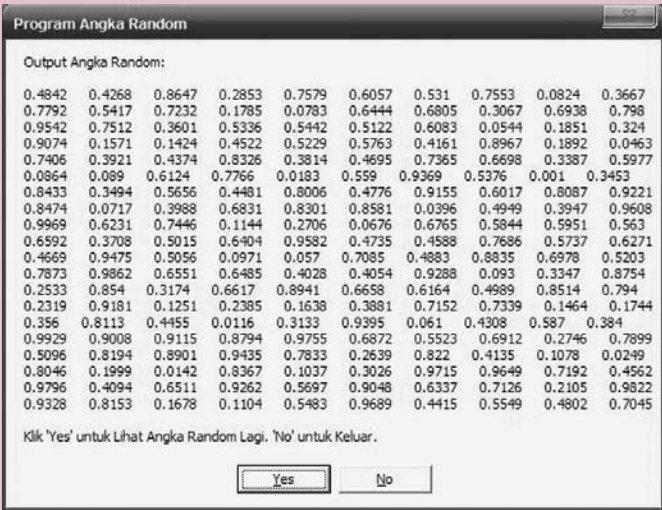 Program Angka Random
Output Angka Random:
0.4842 0.4268 0.8647 0.2853 0.7579 0.6057 0.531 0.7553 0.0824 0.3667
0.7792 0.5417 0.7232 0.1785 0.0783 0.6444 0.6805 0.3067 0.6938 0.798
0.9542 0.7512 0.3601 0.5336 0.5442 0.5122 0.6083 0.0544 0.1851 0.324
0.9074 0.1571 0.1424 0.4522 0.5229 0.5763 0.4161 0.8967 0.1892 0.0463
0.7406 0.3921 0.4374 0.8326 0.3814 0.4695 0.7365 0.6698 0.3387 0.5977
0.0864 0.089 0.6124 0.7766 0.0183 0.559 0.9369 0.5376 0.001 0.3453
0.8433 0.3494 0.5656 0.4481 0.8006 0.4776 0.9155 0.6017 0.8087 0.9221
0.8474 0.0717 0.3988 0.6831 0.8301 0.8581 0.0396 0.4949 0.3947 0.9608
0.9969 0.6231 0.7446 0.1144 0.2706 0.0676 0.6765 0.5844 0.5951 0.563
0.6592 0.3708 0.5015 0.6404 0.9582 0.4735 0.4588 0.7686 0.5737 0.6271
0.4669 0.9475 0.5056 0.0971 0.057 0.7085 0.4883 0.8835 0.6978 0.5203
0.7873 0.9862 0.6551 0.6485 0.4028 0.4054 0.9288 0.093 0.3347 0.8754
0.2533 0.854 0.3174 0.6617 0.8941 0.6658 0.6164 0.4989 0.8514 0.794
0.2319 0.9181 0.1251 0.2385 0.1638 0.3881 0.7152 0.7339 0.1464 0.1744
0.356 0.8113 0.4455 0.0116 0.3133 0.9395 0.061 0.4308 0.587 0.384
0.9929 0.9008 0.9115 0.8794 0.9755 0.6872 0.5523 0.6912 0.2746 0.7899
0.5096 0.8194 0.8901 0.9435 0.7833 0.2639 0.822 0.4135 0.1078 0.0249
0.8046 0.1999 0.0142 0.8367 0.1037 0.3026 0.9715 0.9649 0.7192 0.4562
0.9796 0.4094 0.6511 0.9262 0.5697 0.9048 0.6337 0.7126 0.2105 0.9822
0.9328 0.8153 0.1678 0.1104 0.5483 0.9689 0.4415 0.5549 0.4802 0.7045
Klik 'Yes' untuk Lihat Angka Random Lagi. 'No' untuk Keluar.
Yes No